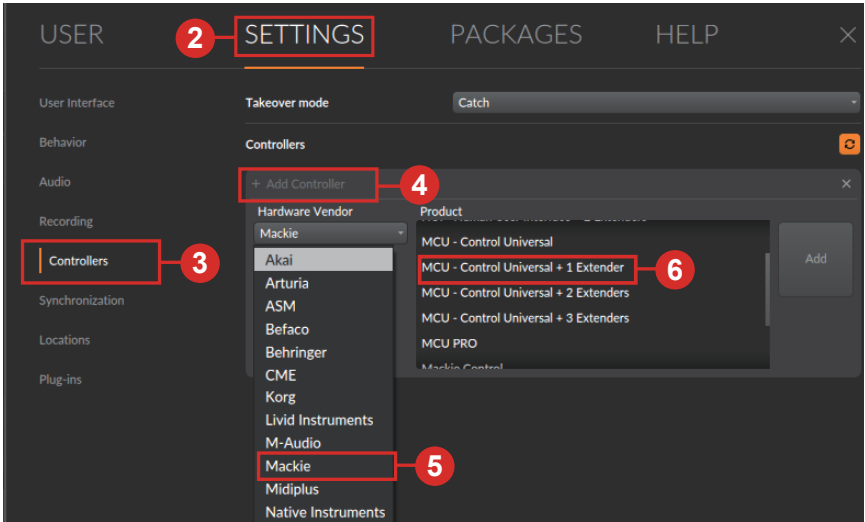 USER
2
SETTINGS
PACKAGES
HELP
User Interface
Behavior
Audio
Recording
3
Controllers
Synchronization
Locations
Plug-ins
Takeover mode
Catch
Controllers
+ Add Controller
4
Hardware Vendor
Mackie
Akai
Arturia
ASM
Befaco
Behringer
CME
Korg
Livid Instruments
M-Audio
Mackie
5
Midiplus
Native Instruments
Product
MCU - Control Universal
MCU - Control Universal + 1 Extender
6
MCU - Control Universal + 2 Extenders
MCU - Control Universal + 3 Extenders
MCU PRO
Mackie Control
Add